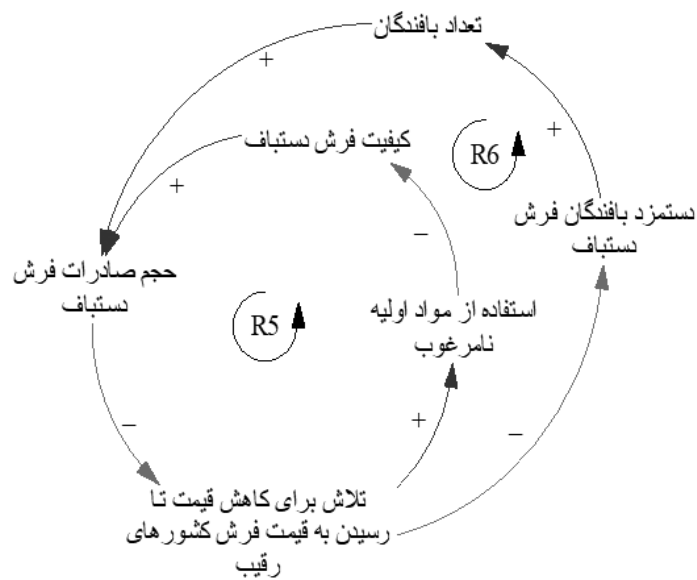 تعداد بافندگان
+
+
کیفیت فرش دستباف
R6
+
+
–
دستمزد بافندگان فرش
دستباف
حجم صادرات فرش
دستباف
R5
استفاده از مواد اولیه
نامرغوب
–
+
–
تلاش برای کاهش قیمت تا
رسیدن به قیمت فرش کشورهای
رقیب